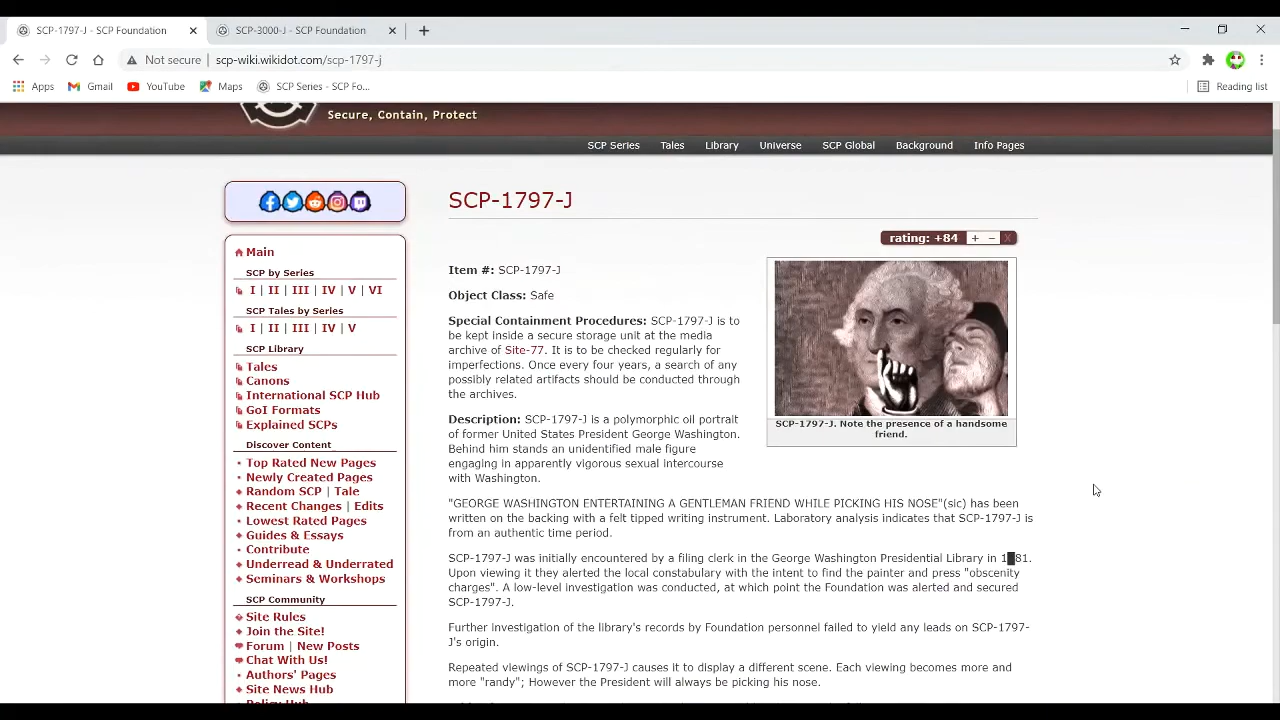 SCP-1797-J - SCP Foundation
SCP-3000-J - SCP Foundation
Not secure
scp-wiki.wikidot.com/scp-1797-j
Apps
Gmail
YouTube
Maps
SCP Series - SCP Fo...
Reading list
Secure, Contain, Protect
SCP Series
Tales
Library
Universe
SCP Global
Background
Info Pages
Main
SCP by Series
I | II | III | IV | V | VI
SCP Tales by Series
I | II | III | IV | V
SCP Library
Tales
Canons
International SCP Hub
GoI Formats
Explained SCPs
Discover Content
Top Rated New Pages
Newly Created Pages
Random SCP | Tale
Recent Changes | Edits
Lowest Rated Pages
Guides & Essays
Contribute
Underread & Underrated
Seminars & Workshops
SCP Community
Site Rules
Join the Site!
Forum | New Posts
Chat With Us!
Authors' Pages
Site News Hub
Policy Hub
SCP-1797-J
rating: +84 + − X
Item #: SCP-1797-J
Object Class: Safe
Special Containment Procedures: SCP-1797-J is to
be kept inside a secure storage unit at the media
archive of Site-77. It is to be checked regularly for
imperfections. Once every four years, a search of any
possibly related artifacts should be conducted through
the archives.
SCP-1797-J. Note the presence of a handsome
friend.
Description: SCP-1797-J is a polymorphic oil portrait
of former United States President George Washington.
Behind him stands an unidentified male figure
engaging in apparently vigorous sexual intercourse
with Washington.
"GEORGE WASHINGTON ENTERTAINING A GENTLEMAN FRIEND WHILE PICKING HIS NOSE"(sic) has been
written on the backing with a felt tipped writing instrument. Laboratory analysis indicates that SCP-1797-J is
from an authentic time period.
SCP-1797-J was initially encountered by a filing clerk in the George Washington Presidential Library in 1█81.
Upon viewing it they alerted the local constabulary with the intent to find the painter and press "obscenity
charges". A low-level investigation was conducted, at which point the Foundation was alerted and secured
SCP-1797-J.
Further investigation of the library's records by Foundation personnel failed to yield any leads on SCP-1797-
J's origin.
Repeated viewings of SCP-1797-J causes it to display a different scene. Each viewing becomes more and
more "randy"; However the President will always be picking his nose.